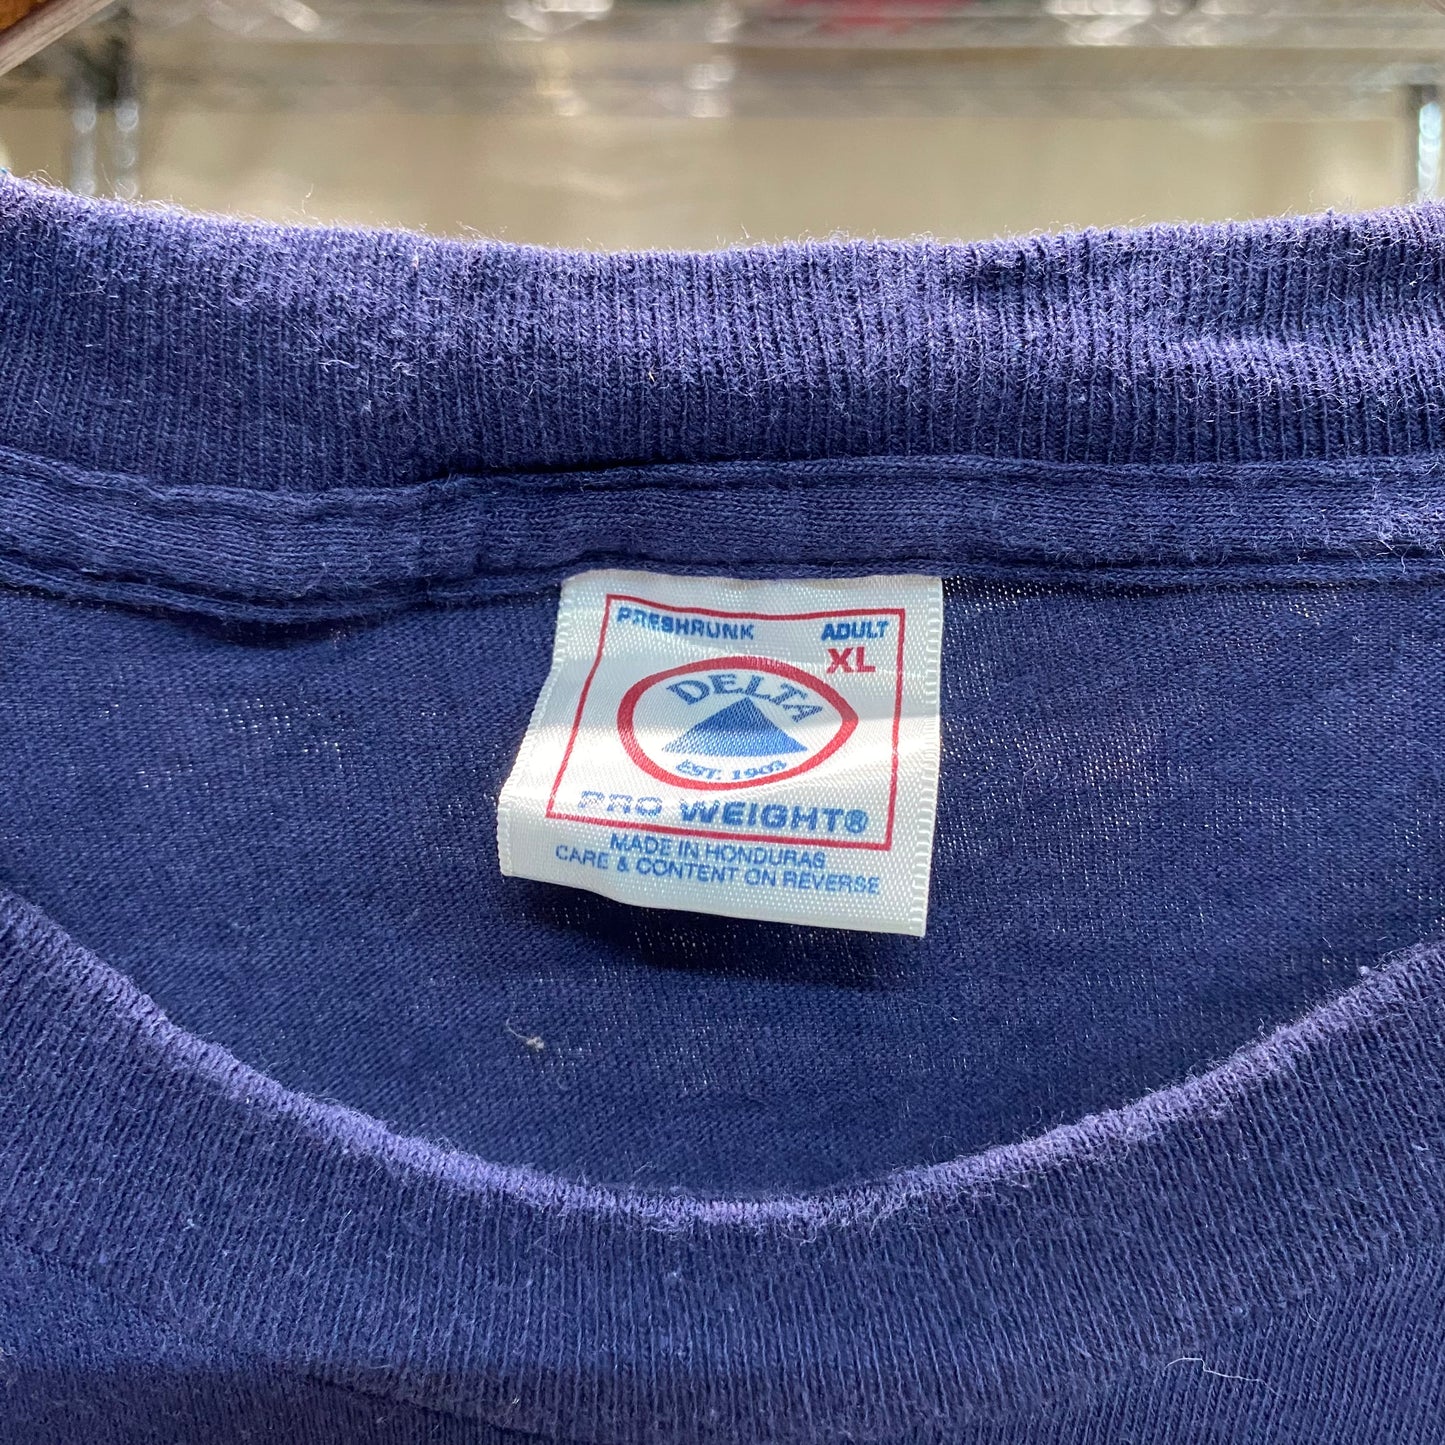 PRESHRUNK ADULT
XL
DELTA
EST. 1903
PRO WEIGHT®
MADE IN HONDURAS
CARE & CONTENT ON REVERSE